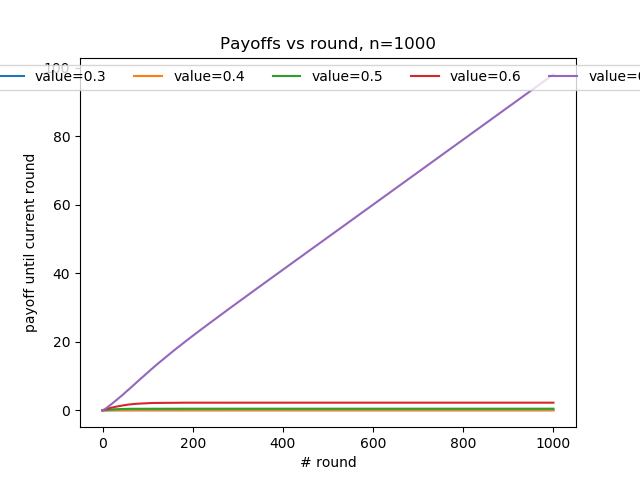 Payoffs vs round, n=1000
value=0.3 value=0.4 value=0.5 value=0.6
100
80
60
40
20
0
payoff until current round
0 200 400 600 800 1000
# round